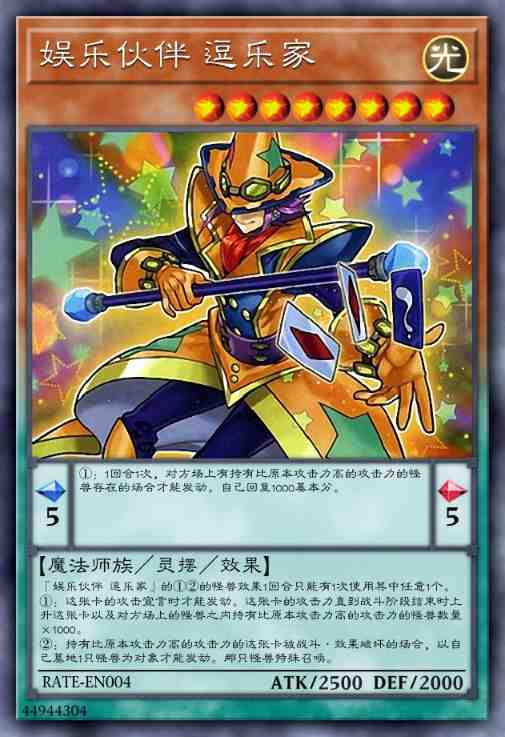 娱乐伙伴 逗乐家
光
①：1回合1次，对方场上有持有比原本攻击力高的攻击力的怪
兽存在的场合才能发动。自己回复1000基本分。
5
5
【魔法师族／灵摆／效果】
「娱乐伙伴 逗乐家」的①②的怪兽效果1回合只能有1次使用其中任意1个。
①：这张卡的攻击宣言时才能发动。这张卡的攻击力直到战斗阶段结束时上
升这张卡以及对方场上的怪兽之内持有比原本攻击力高的攻击力的怪兽数量
×1000。
②：持有比原本攻击力高的攻击力的这张卡被战斗·效果破坏的场合，以自
己墓地1只怪兽为对象才能发动。那只怪兽特殊召唤。
RATE-EN004
ATK/2500 DEF/2000
44944304